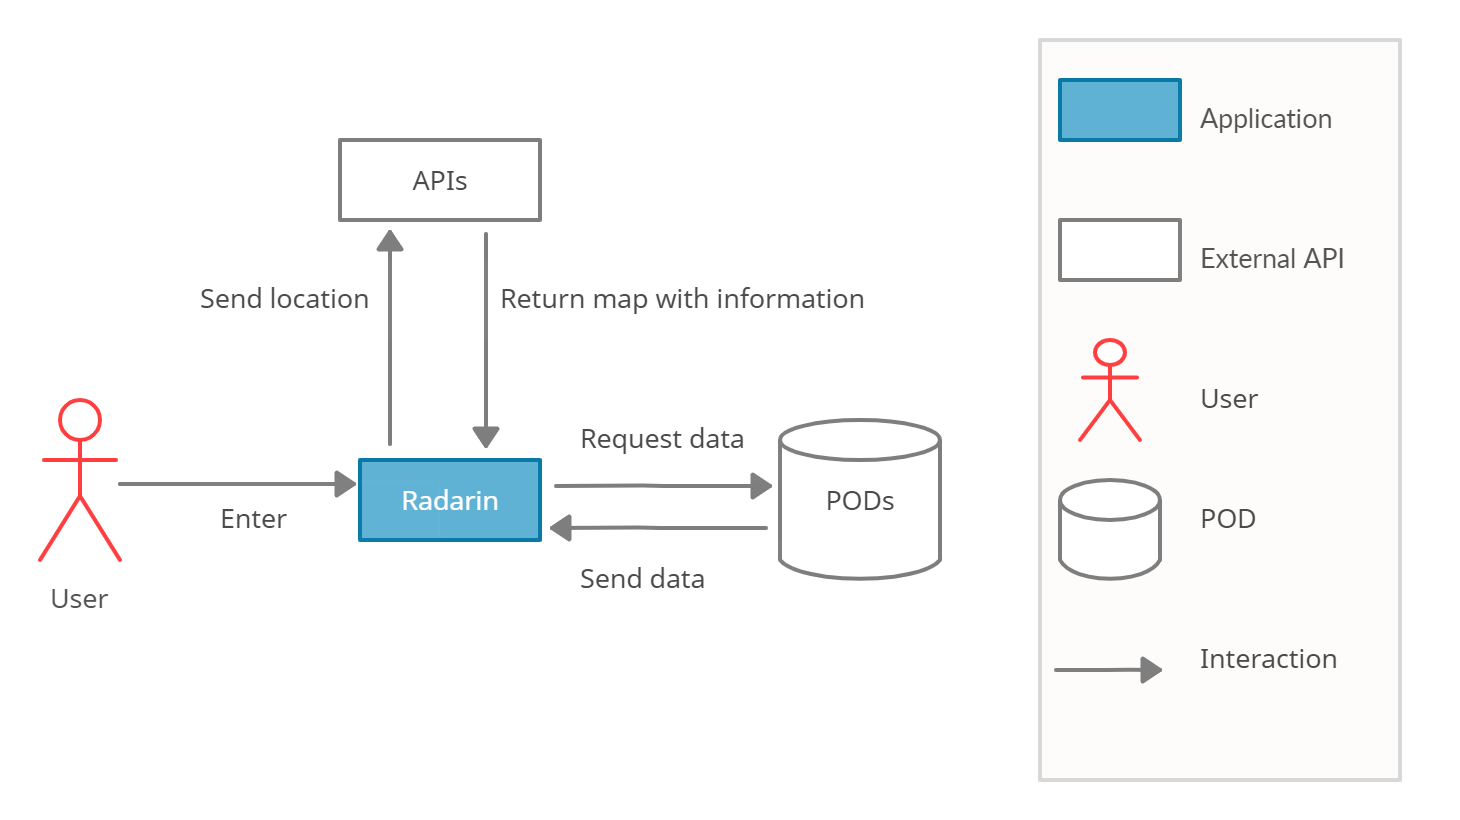 APIs
Send location
Return map with information
Request data
Radarin
PODs
Enter
Send data
User
Application
External API
User
POD
Interaction